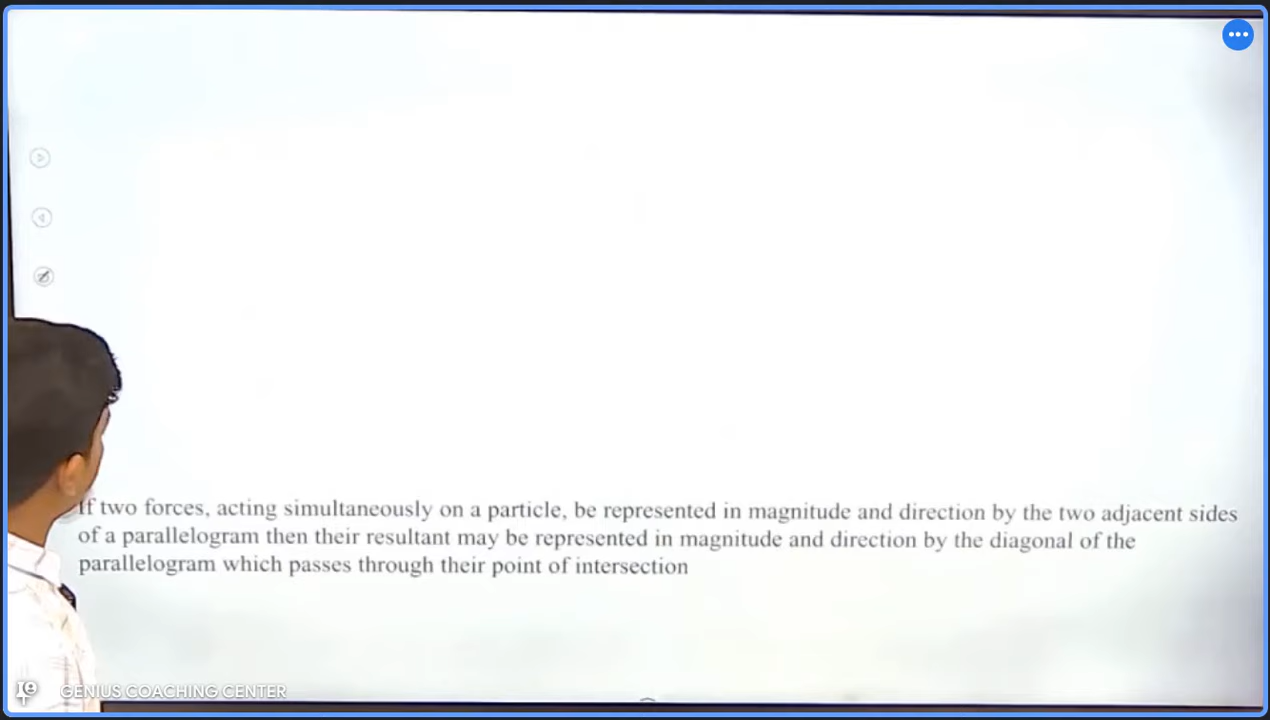 If two forces, acting simultaneously on a particle, be represented in magnitude and direction by the two adjacent sides
of a parallelogram then their resultant may be represented in magnitude and direction by the diagonal of the
parallelogram which passes through their point of intersection
GENIUS COACHING CENTER